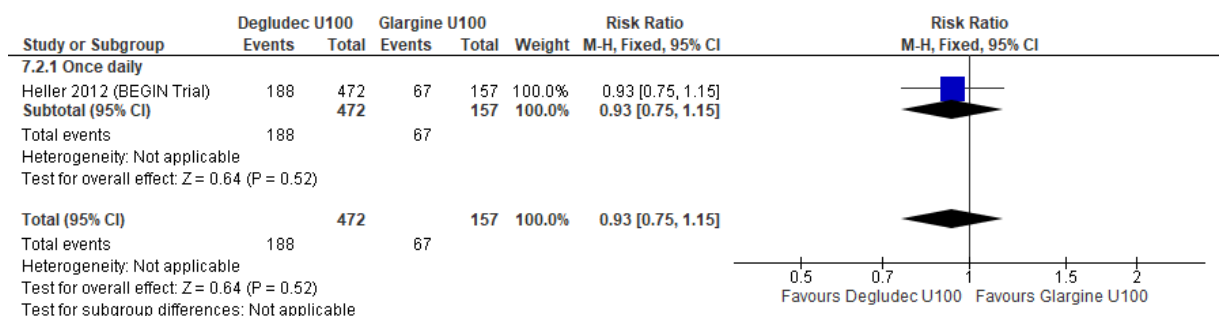 Degludec U100 Glargine U100 Risk Ratio Risk Ratio
Study or Subgroup Events Total Events Total Weight M-H, Fixed, 95% CI M-H, Fixed, 95% CI
7.2.1 Once daily
Heller 2012 (BEGIN Trial) 188 472 67 157 100.0% 0.93 [0.75, 1.15]
Subtotal (95% CI) 472 157 100.0% 0.93 [0.75, 1.15]
Total events 188 67
Heterogeneity: Not applicable
Test for overall effect: Z = 0.64 (P = 0.52)
Total (95% CI) 472 157 100.0% 0.93 [0.75, 1.15]
Total events 188 67
Heterogeneity: Not applicable
Test for overall effect: Z = 0.64 (P = 0.52)
Test for subgroup differences: Not applicable
0.5 0.7 1 1.5 2
Favours Degludec U100 Favours Glargine U100